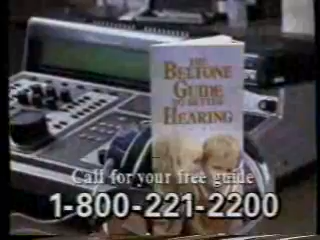 THE
BELTONE
GUIDE
TO BETTER
HEARING
Call for your free guide
1-800-221-2200